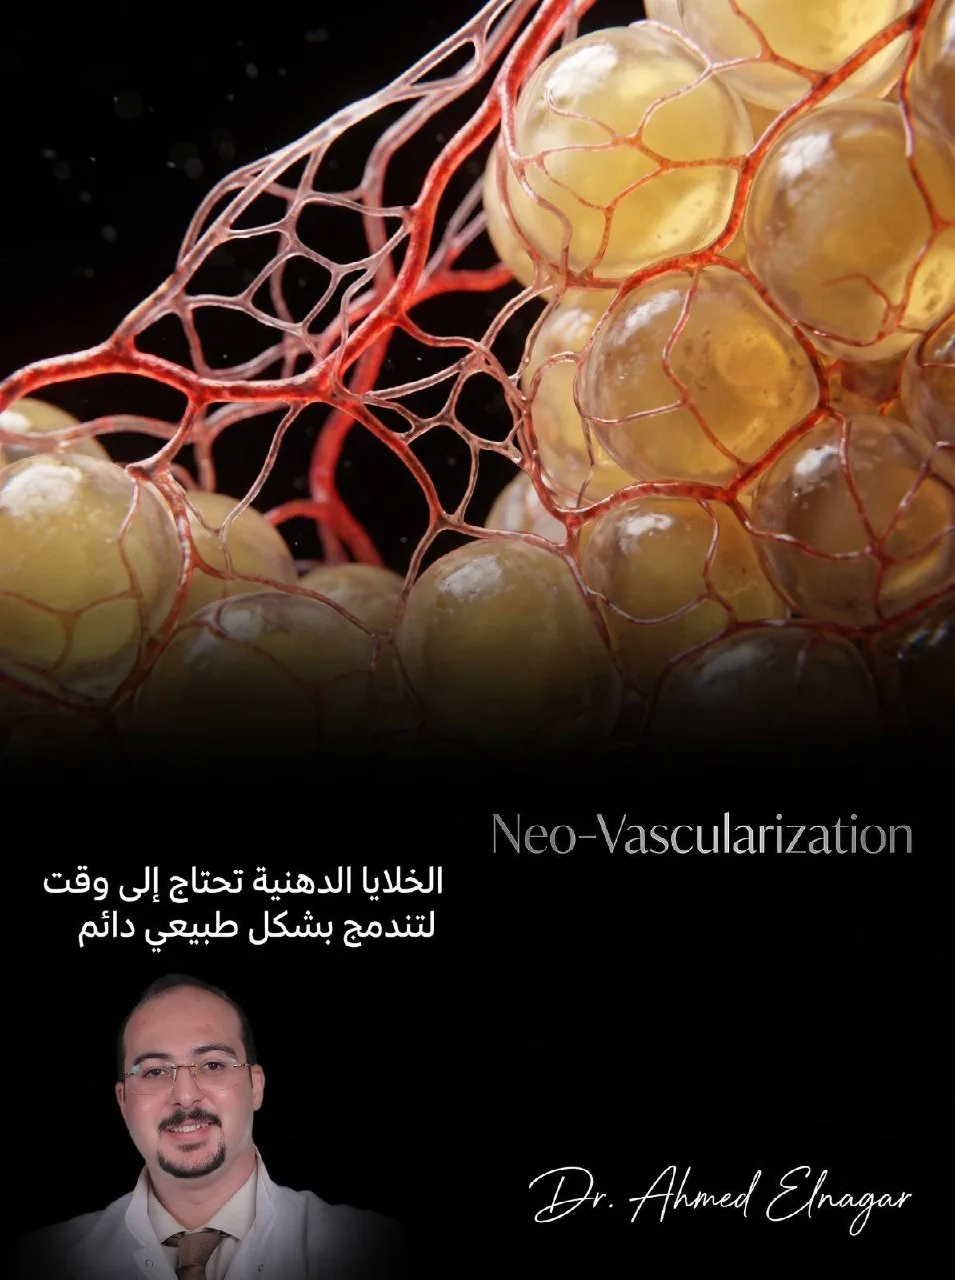 Neo-Vascularization
الخلايا الدهنية تحتاج إلى وقت
لتندمج بشكل طبيعي دائم
Dr. Ahmed Elnagar